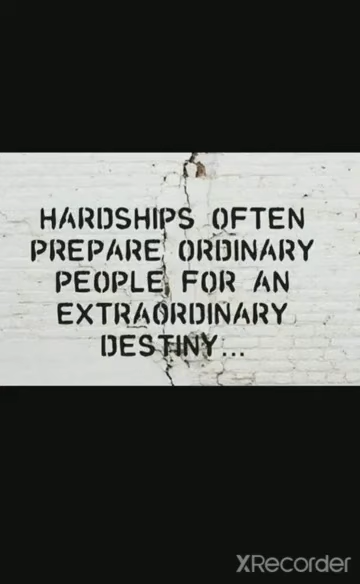 HARDSHIPS OFTEN
PREPARE ORDINARY
PEOPLE FOR AN
EXTRAORDINARY
DESTINY...
XRecorder